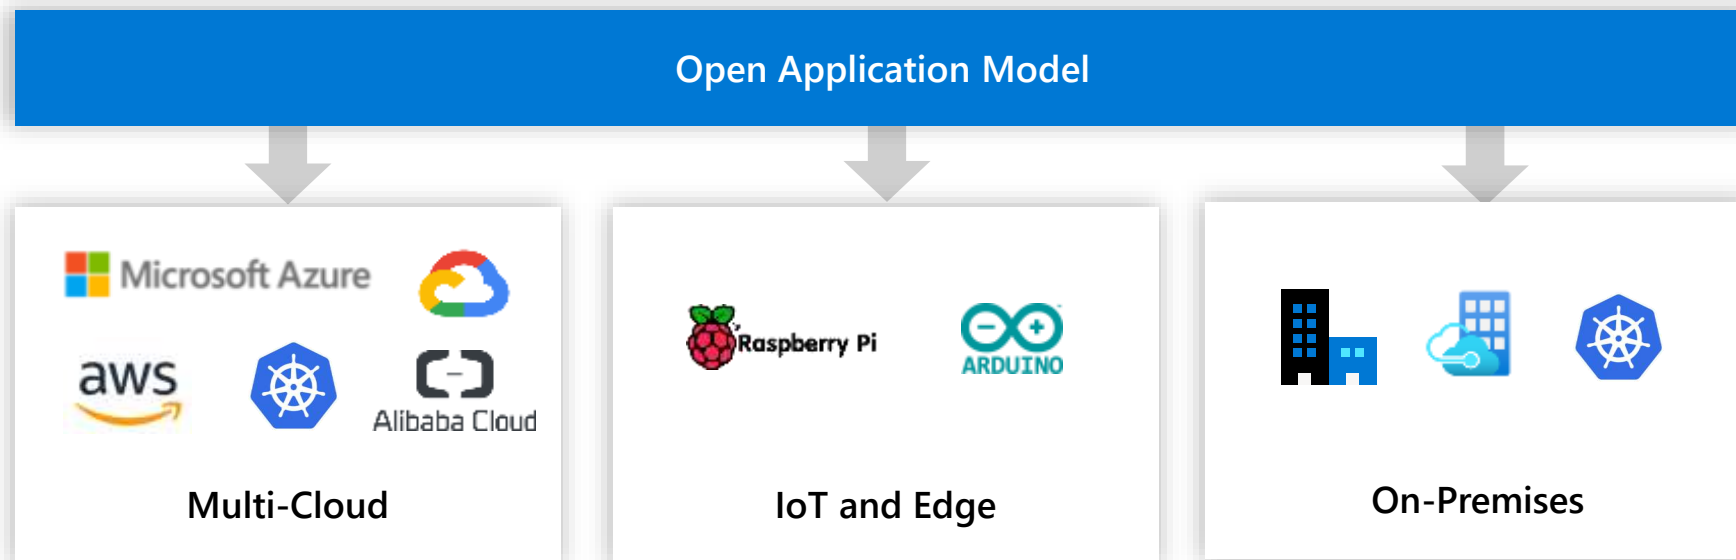 Open Application Model
Microsoft Azure
aws
Alibaba Cloud
Multi-Cloud
Raspberry Pi
ARDUINO
IoT and Edge
On-Premises